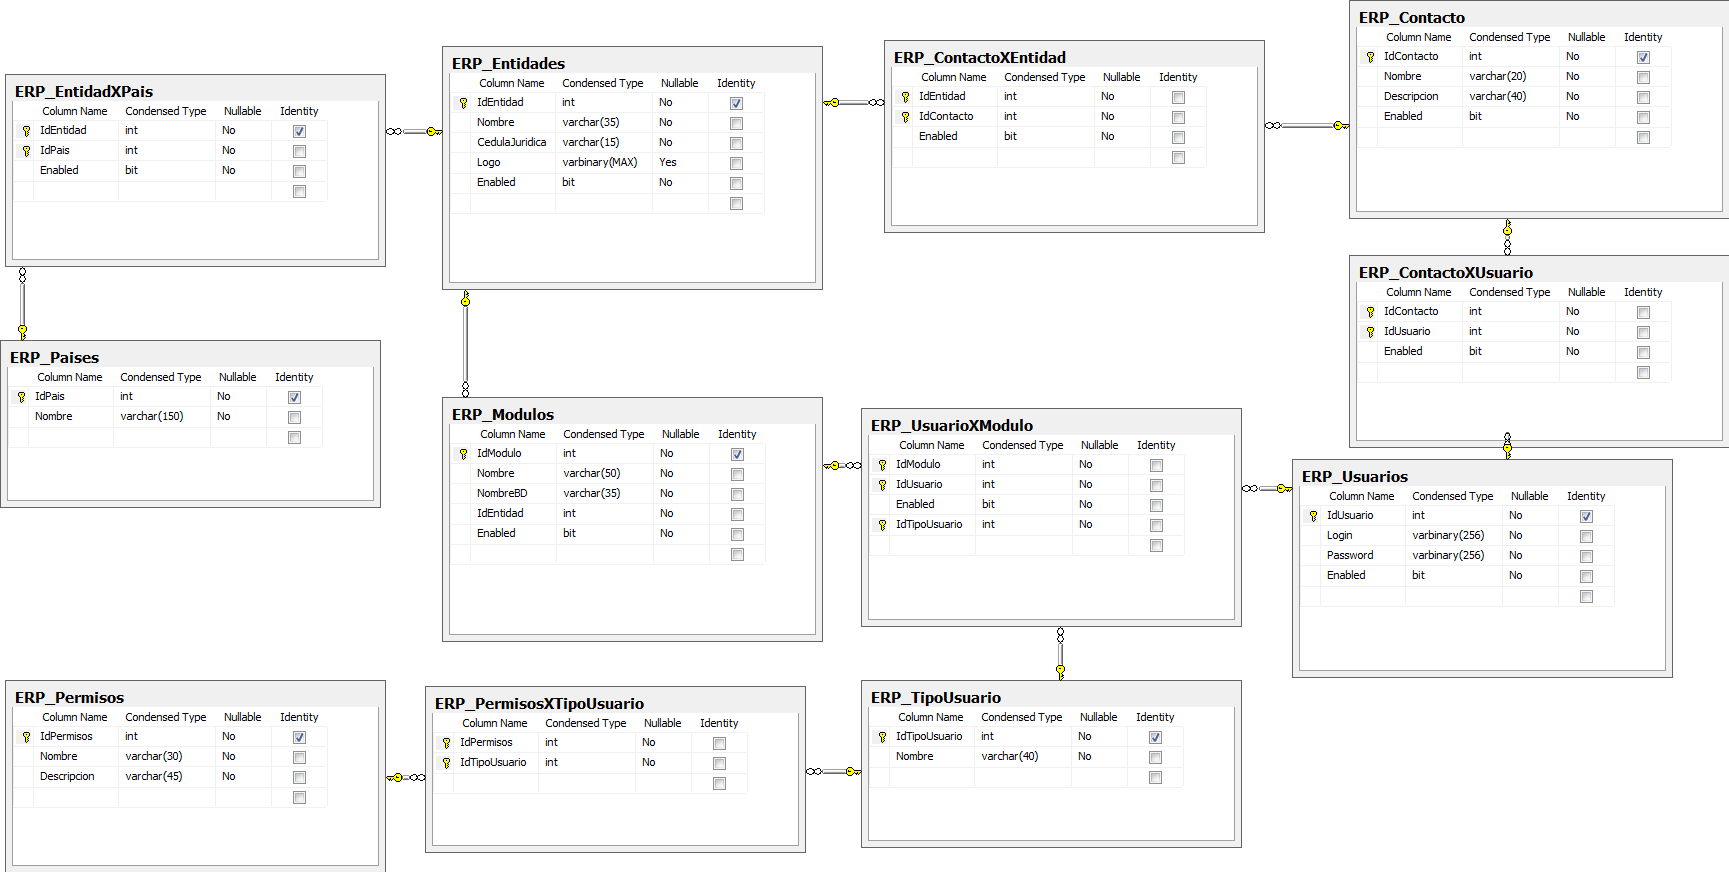 ERP_EntidadXPais
Column Name Condensed Type Nullable Identity
IdEntidad int No
IdPais int No
Enabled bit No
ERP_Entidades
Column Name Condensed Type Nullable Identity
IdEntidad int No
Nombre varchar(35) No
CedulaJuridica varchar(15) No
Logo varbinary(MAX) Yes
Enabled bit No
ERP_ContactoXEntidad
Column Name Condensed Type Nullable Identity
IdEntidad int No
IdContacto int No
Enabled bit No
ERP_Contacto
Column Name Condensed Type Nullable Identity
IdContacto int No
Nombre varchar(20) No
Descripcion varchar(40) No
Enabled bit No
ERP_ContactoXUsuario
Column Name Condensed Type Nullable Identity
IdContacto int No
IdUsuario int No
Enabled bit No
ERP_Paises
Column Name Condensed Type Nullable Identity
IdPais int No
Nombre varchar(150) No
ERP_Modulos
Column Name Condensed Type Nullable Identity
IdModulo int No
Nombre varchar(50) No
NombreBD varchar(35) No
IdEntidad int No
Enabled bit No
ERP_UsuarioXModulo
Column Name Condensed Type Nullable Identity
IdModulo int No
IdUsuario int No
Enabled bit No
IdTipoUsuario int No
ERP_Usuarios
Column Name Condensed Type Nullable Identity
IdUsuario int No
Login varbinary(256) No
Password varbinary(256) No
Enabled bit No
ERP_Permisos
Column Name Condensed Type Nullable Identity
IdPermisos int No
Nombre varchar(30) No
Descripcion varchar(45) No
ERP_PermisosXTipoUsuario
Column Name Condensed Type Nullable Identity
IdPermisos int No
IdTipoUsuario int No
ERP_TipoUsuario
Column Name Condensed Type Nullable Identity
IdTipoUsuario int No
Nombre varchar(40) No